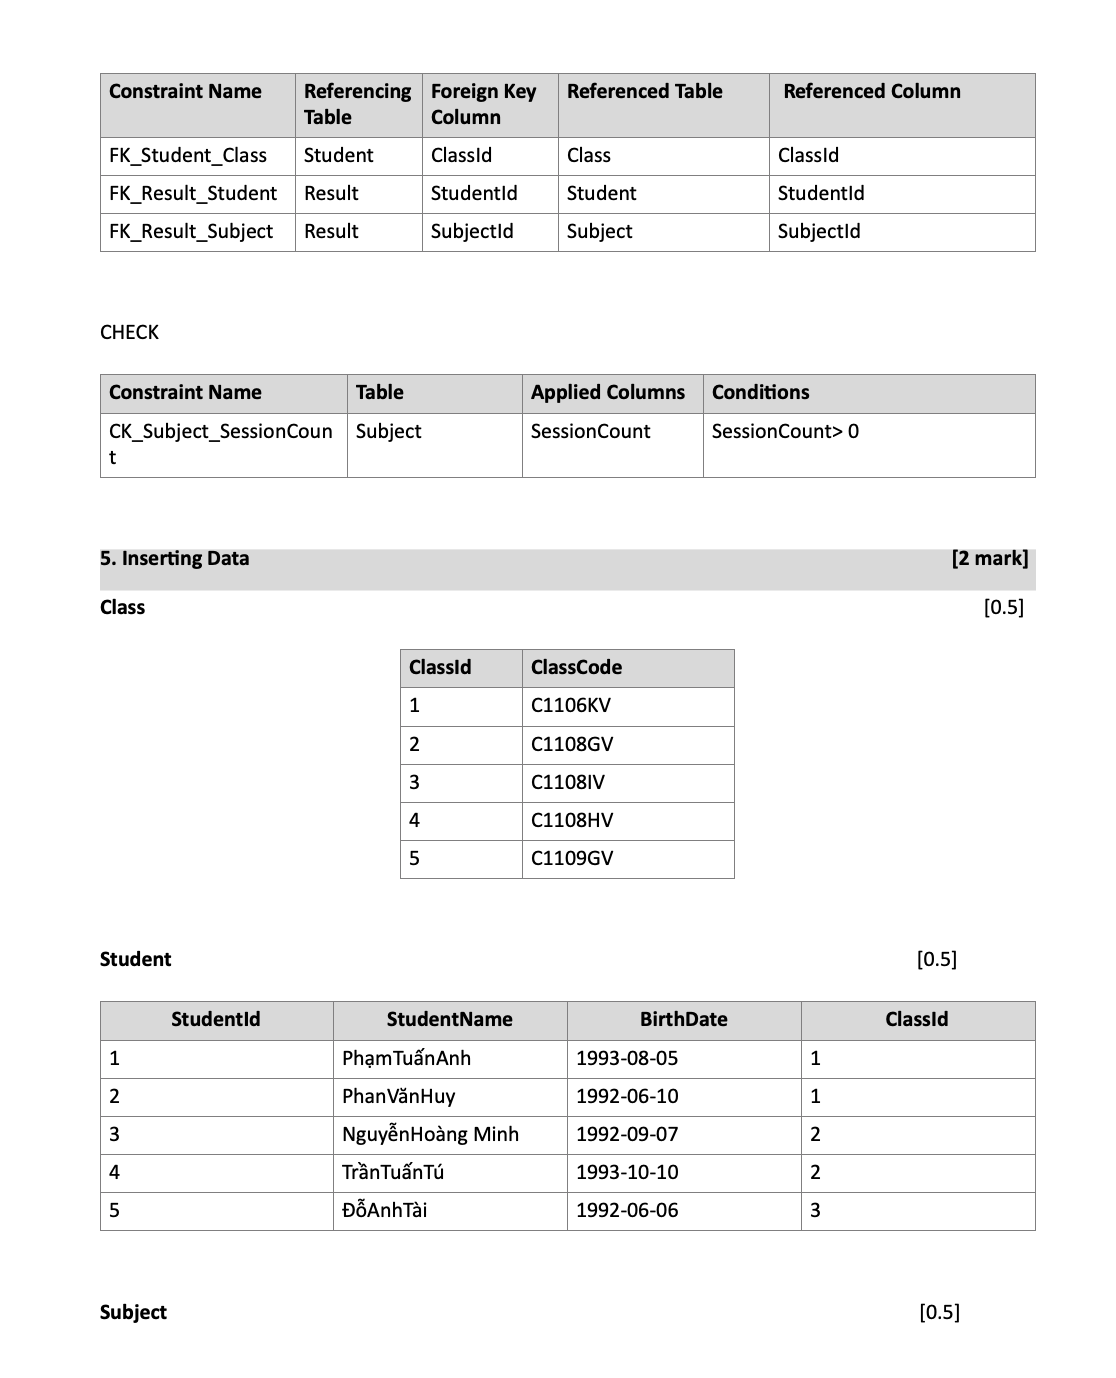 Constraint Name Referencing Table Foreign Key Column Referenced Table Referenced Column
FK_Student_Class Student ClassId Class ClassId
FK_Result_Student Result StudentId Student StudentId
FK_Result_Subject Result SubjectId Subject SubjectId
CHECK
Constraint Name Table Applied Columns Conditions
CK_Subject_SessionCoun
t Subject SessionCount SessionCount> 0
5. Inserting Data [2 mark]
Class [0.5]
ClassId ClassCode
1 C1106KV
2 C1108GV
3 C1108IV
4 C1108HV
5 C1109GV
Student [0.5]
StudentId StudentName BirthDate ClassId
1 PhạmTuấnAnh 1993-08-05 1
2 PhanVănHuy 1992-06-10 1
3 NguyễnHoàng Minh 1992-09-07 2
4 TrầnTuấnTú 1993-10-10 2
5 ĐỗAnhTài 1992-06-06 3
Subject [0.5]